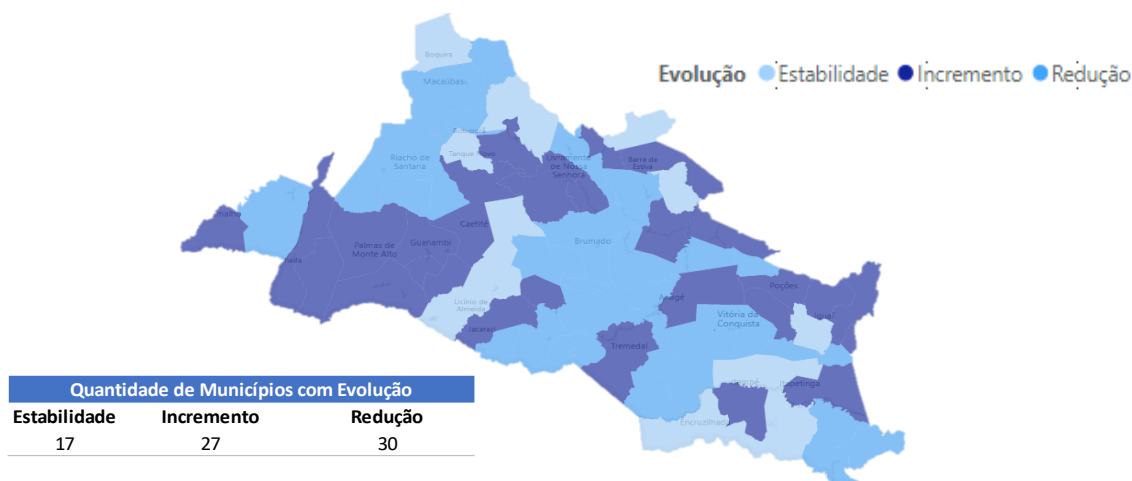 Evolução Estabilidade Incremento Redução
Boquira
Macaúbas
Tanque Novo
Riacho de
Santana
Livramento
de Nossa
Senhora
Barra da
Estiva
Caetité
Palmas de
Monte Alto
Guanambi
Brumado
Licínio de
Almeida
Jacaraci
Poções
Iguaí
Vitória da
Conquista
Tremedal
Itapetinga
Encruzilhada
Quantidade de Municípios com Evolução
Estabilidade Incremento Redução
17 27 30